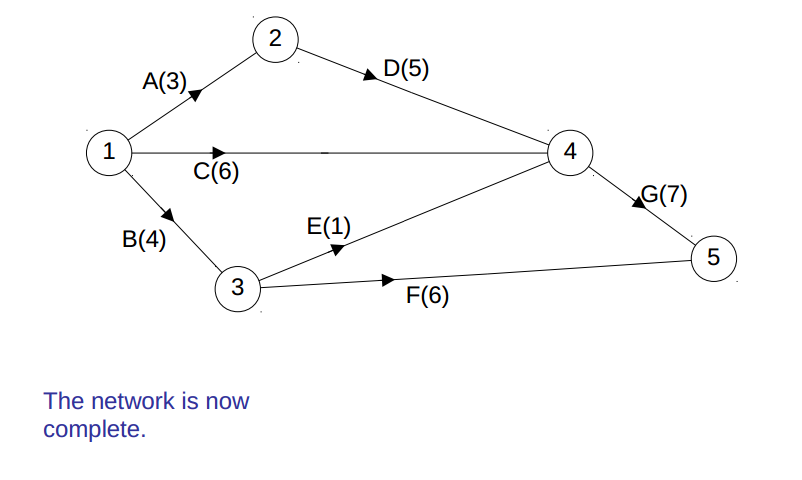 2
A(3)
D(5)
1
4
C(6)
G(7)
E(1)
B(4)
5
3
F(6)
The network is now
complete.